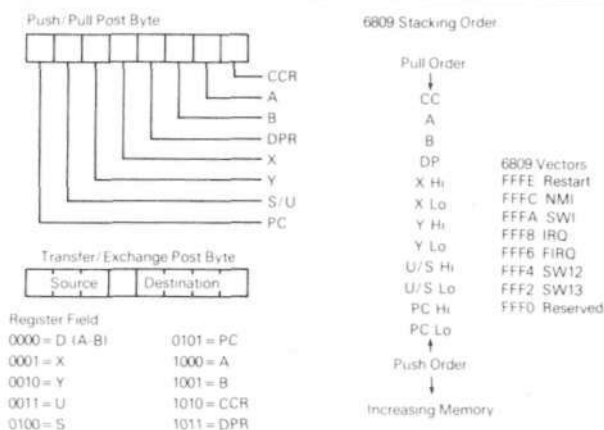 Push/Pull Post Byte
CCR
A
B
DPR
X
Y
S/U
PC
Transfer/Exchange Post Byte
Source Destination
Register Field
0000 = D (A-B) 0101 = PC
0001 = X 1000 = A
0010 = Y 1001 = B
0011 = U 1010 = CCR
0100 = S 1011 = DPR
6809 Stacking Order
Pull Order
CC
A
B
DP
X Hi
X Lo
Y Hi
Y Lo
U/S Hi
U/S Lo
PC Hi
PC Lo
Push Order
Increasing Memory
6809 Vectors
FFFE Restart
FFFC NMI
FFFA SWI
FFF8 IRQ
FFF6 FIRQ
FFF4 SW12
FFF2 SW13
FFF0 Reserved